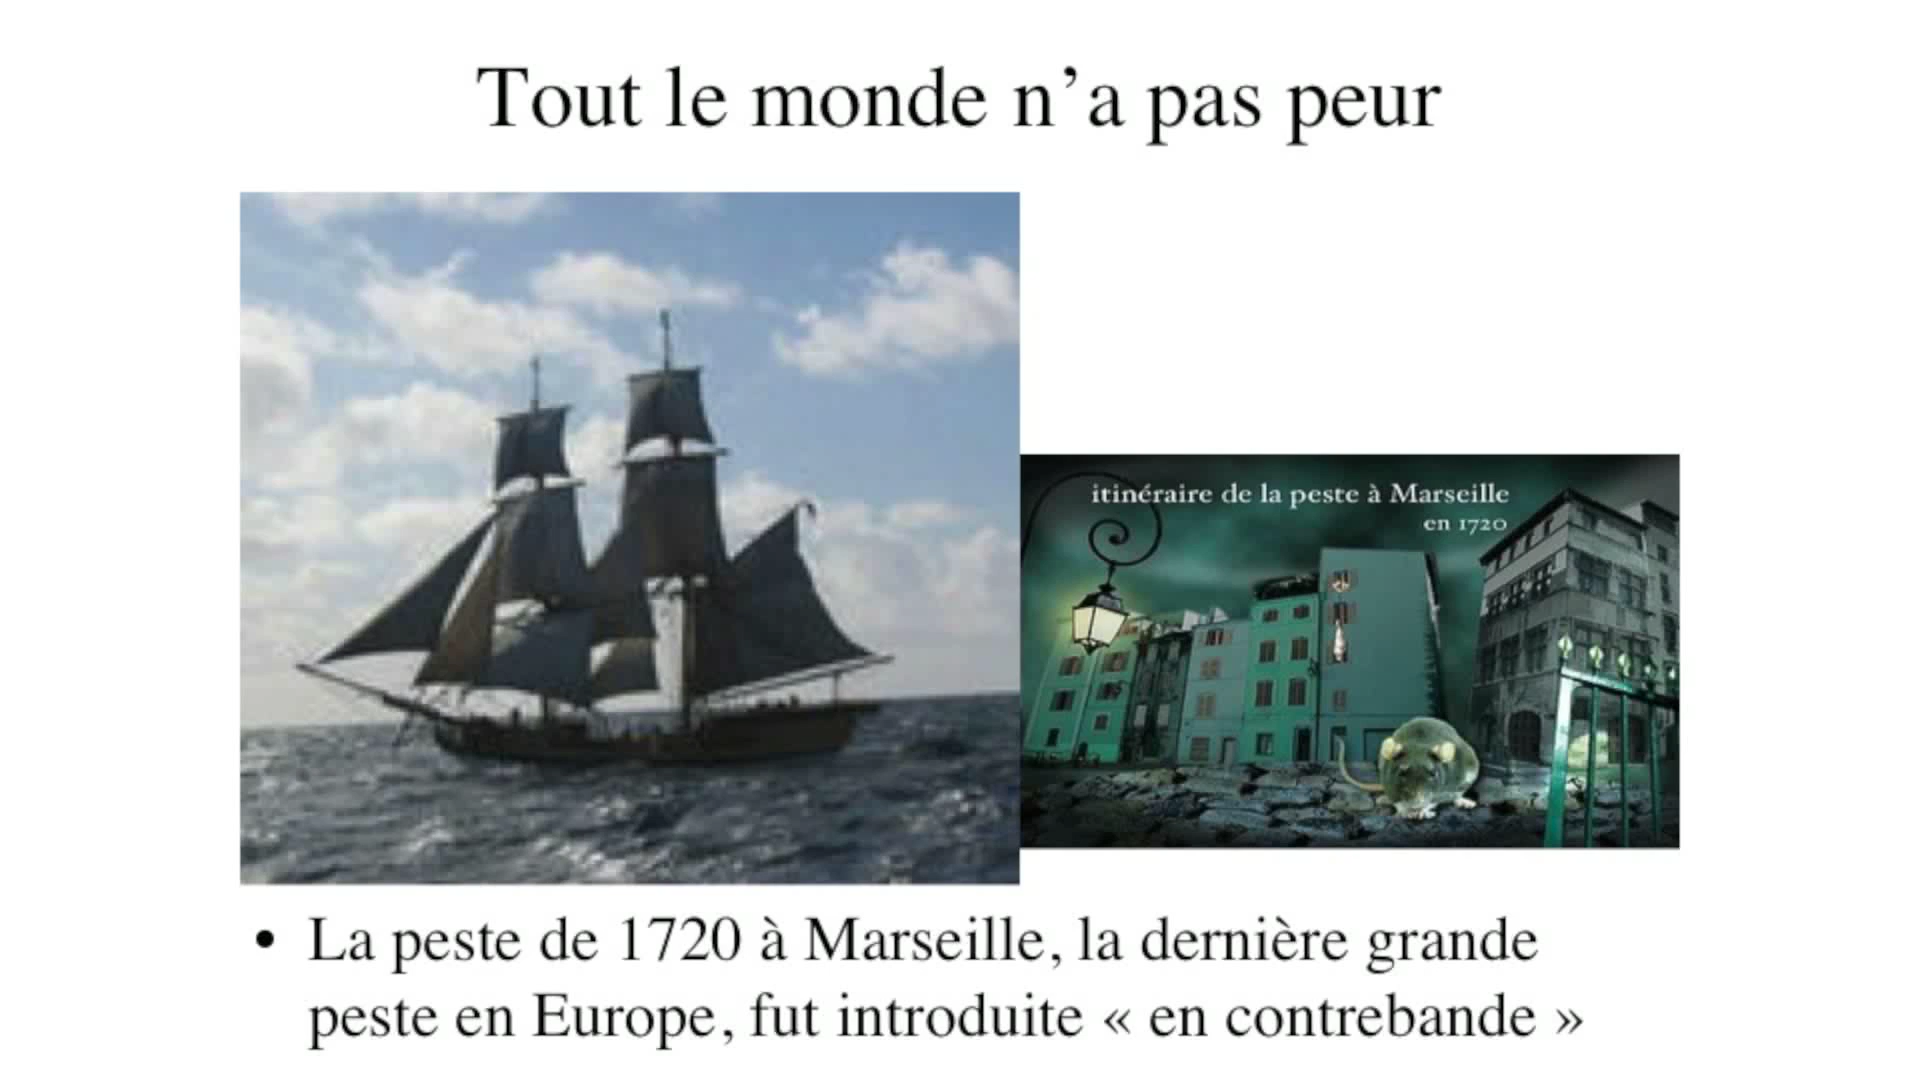 Tout le monde n’a pas peur
itinéraire de la peste à Marseille
en 1720
• La peste de 1720 à Marseille, la dernière grande
peste en Europe, fut introduite « en contrebande »